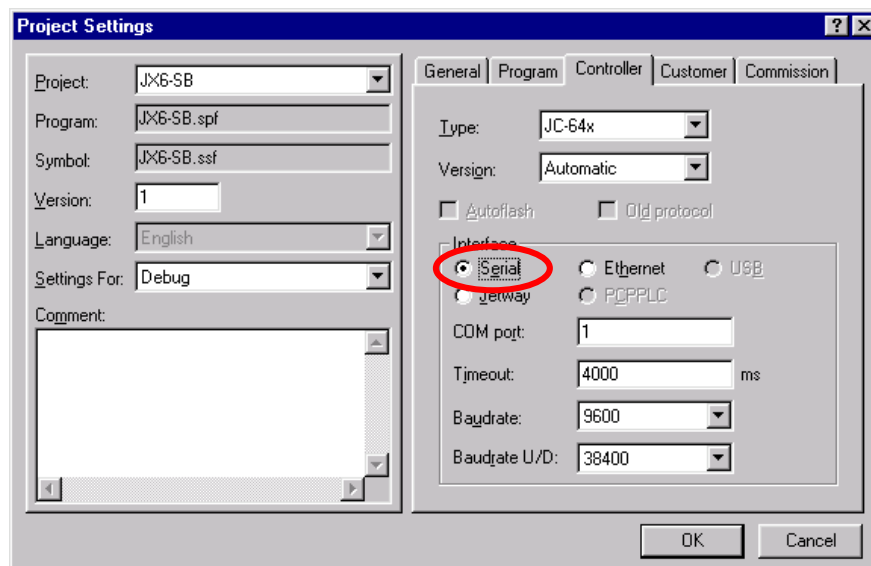 Project Settings
Project: JX6-SB
Program: JX6-SB.spf
Symbol: JX6-SB.ssf
Version: 1
Language: English
Settings For: Debug
Comment:
General Program Controller Customer Commission
Type: JC-64x
Version: Automatic
Autoflash Old protocol
Interface
Serial Ethernet USB
Jetway PCPPLC
COM port: 1
Timeout: 4000 ms
Baudrate: 9600
Baudrate U/D: 38400
OK Cancel